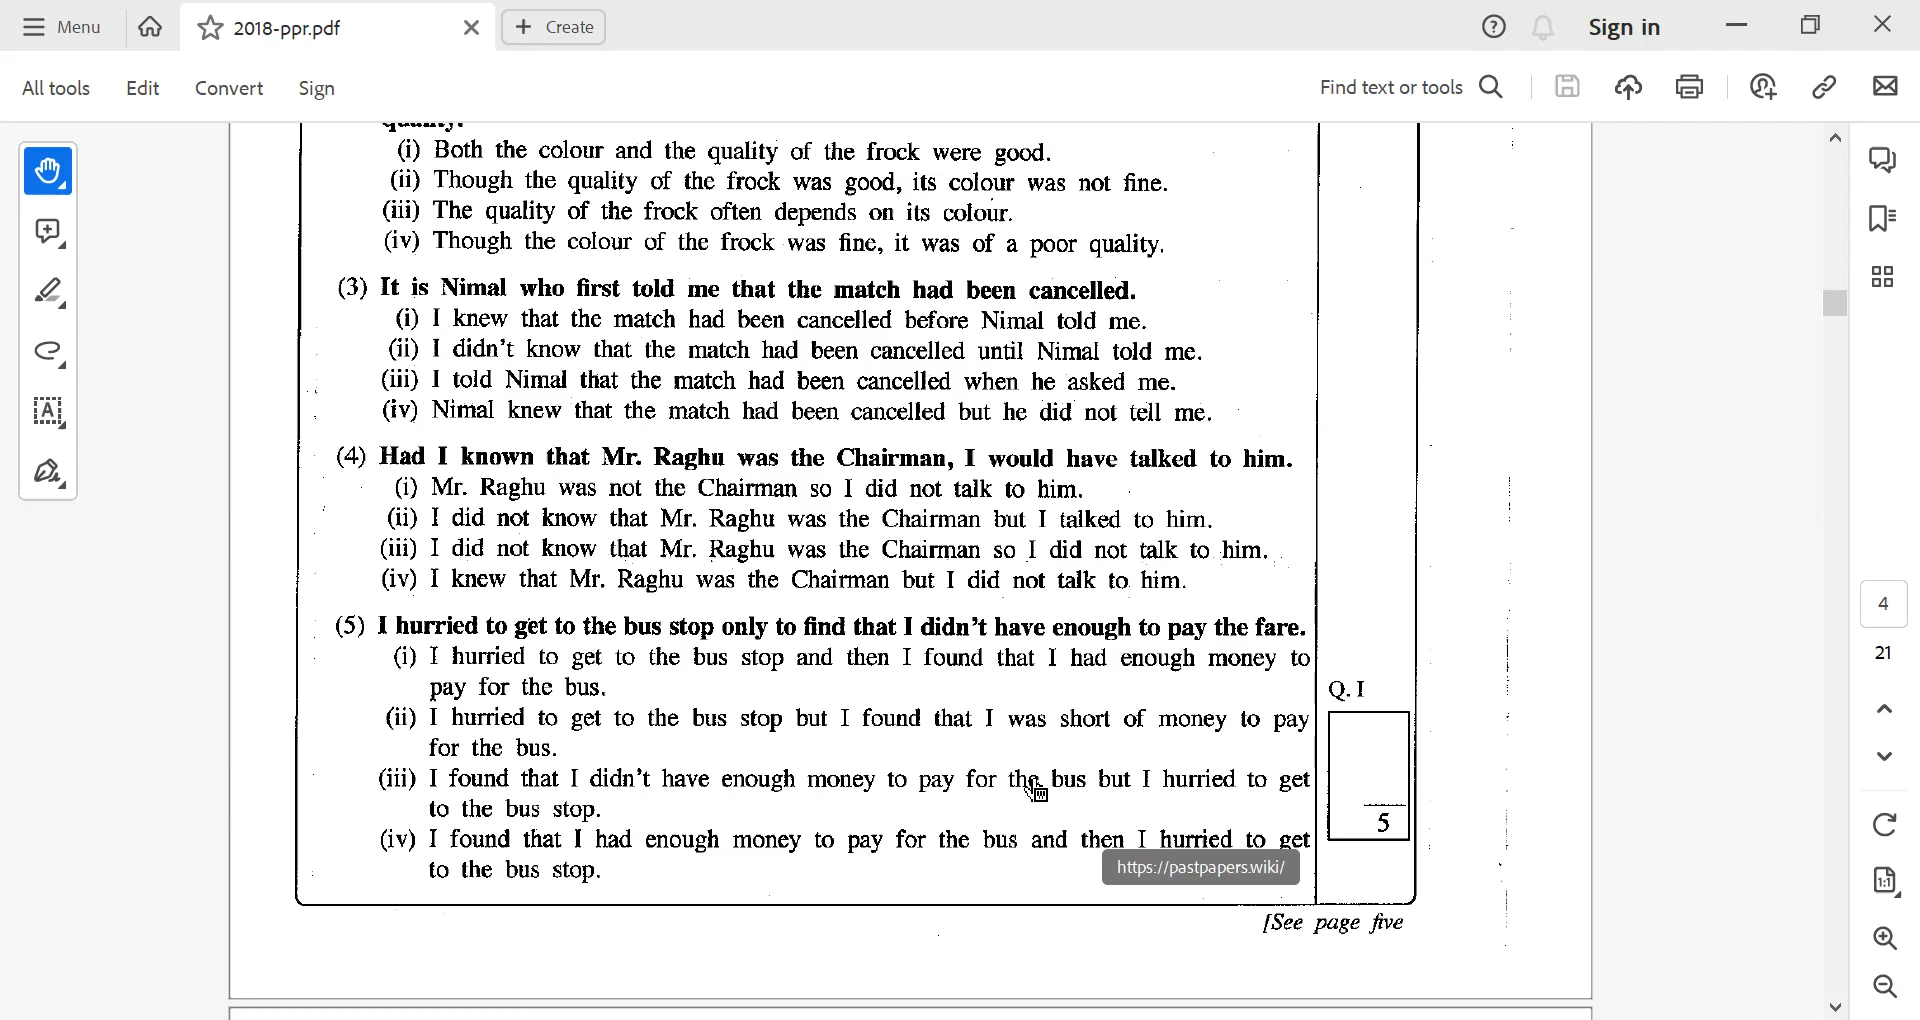 Menu
2018-ppr.pdf
Create
Sign in
All tools
Edit
Convert
Sign
Find text or tools
quality.
(i) Both the colour and the quality of the frock were good.
(ii) Though the quality of the frock was good, its colour was not fine.
(iii) The quality of the frock often depends on its colour.
(iv) Though the colour of the frock was fine, it was of a poor quality.
(3) It is Nimal who first told me that the match had been cancelled.
(i) I knew that the match had been cancelled before Nimal told me.
(ii) I didn't know that the match had been cancelled until Nimal told me.
(iii) I told Nimal that the match had been cancelled when he asked me.
(iv) Nimal knew that the match had been cancelled but he did not tell me.
(4) Had I known that Mr. Raghu was the Chairman, I would have talked to him.
(i) Mr. Raghu was not the Chairman so I did not talk to him.
(ii) I did not know that Mr. Raghu was the Chairman but I talked to him.
(iii) I did not know that Mr. Raghu was the Chairman so I did not talk to him.
(iv) I knew that Mr. Raghu was the Chairman but I did not talk to him.
(5) I hurried to get to the bus stop only to find that I didn't have enough to pay the fare.
(i) I hurried to get to the bus stop and then I found that I had enough money to
pay for the bus.
(ii) I hurried to get to the bus stop but I found that I was short of money to pay
for the bus.
(iii) I found that I didn't have enough money to pay for the bus but I hurried to get
to the bus stop.
(iv) I found that I had enough money to pay for the bus and then I hurried to get
to the bus stop.
https://pastpapers.wiki/
Q. I
5
[See page five
4
21
1:1